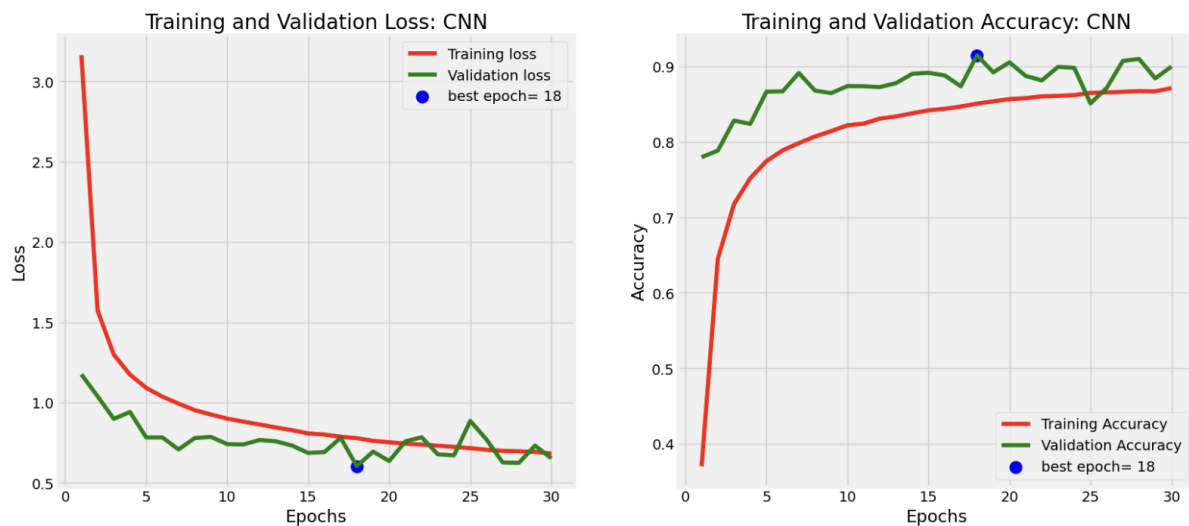 Training and Validation Loss: CNN
Training loss
Validation loss
best epoch= 18
3.0
2.5
2.0
1.5
1.0
0.5
Loss
0 5 10 15 20 25 30
Epochs
Training and Validation Accuracy: CNN
0.9
0.8
0.7
0.6
0.5
0.4
Accuracy
Training Accuracy
Validation Accuracy
best epoch= 18
0 5 10 15 20 25 30
Epochs